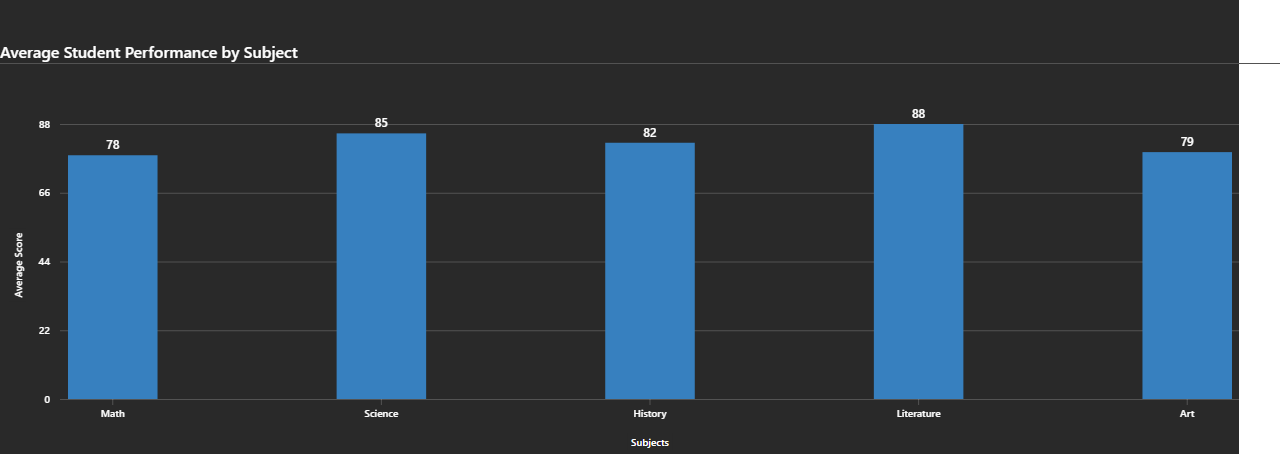 Average Student Performance by Subject
88
66
44
22
0
Average Score
78
85
82
88
79
Math
Science
History
Literature
Art
Subjects